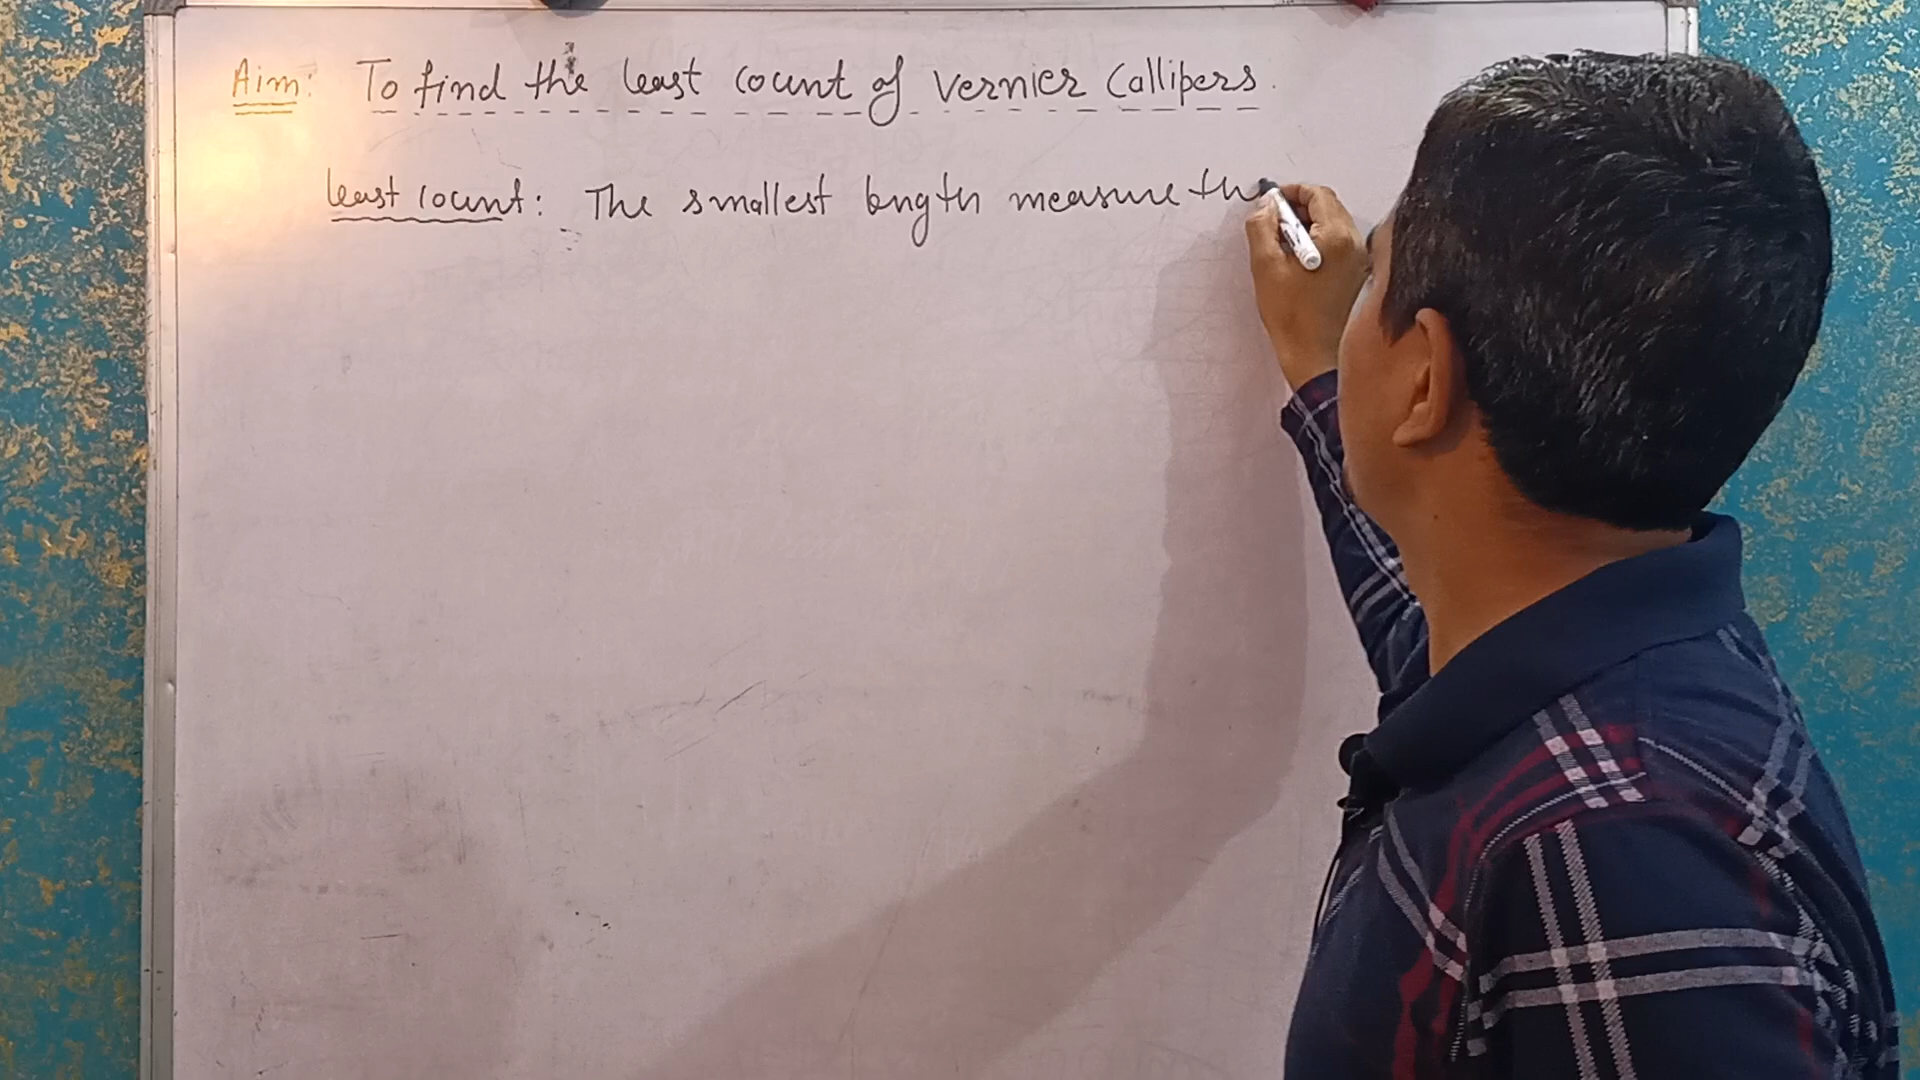 Aim: To find the least count of Vernier Callipers.
least count: The smallest length measure th